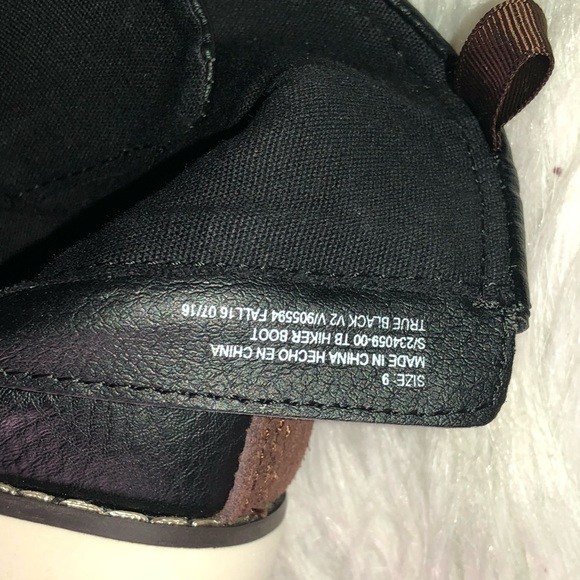 SIZE: 9
MADE IN CHINA HECHO EN CHINA
S/234059-00 TB HIKER BOOT
TRUE BLACK V2 V/905594 FALL16 07/16